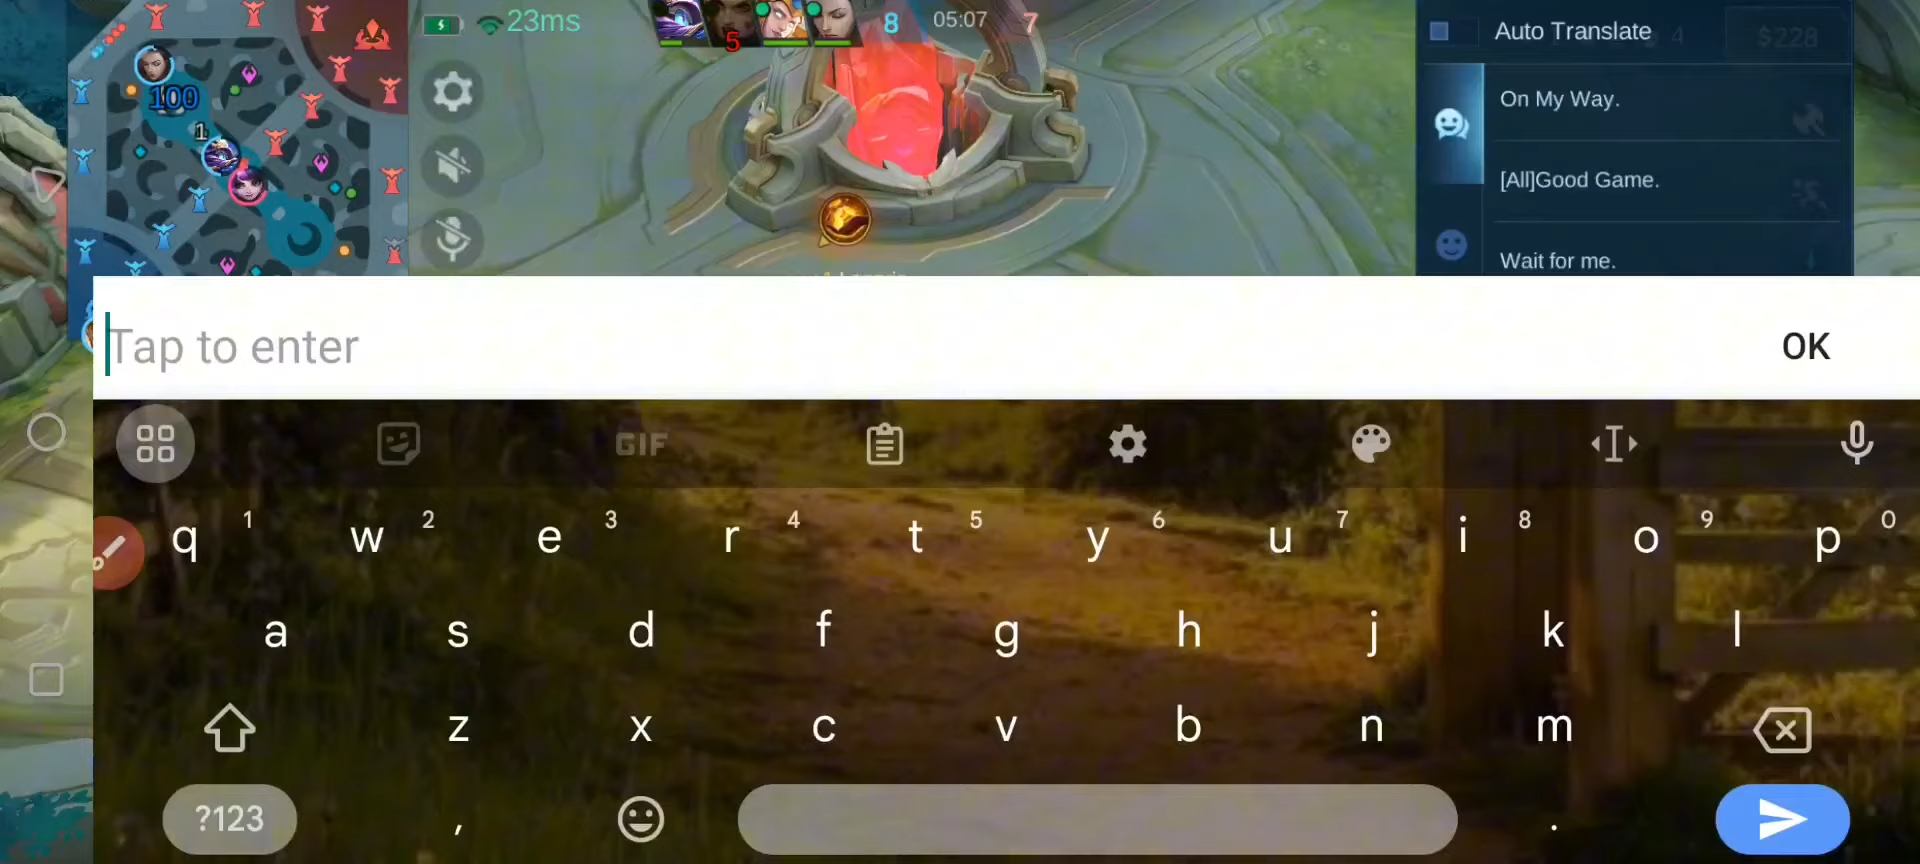 23ms
5
8
05:07
7
Auto Translate
4
$228
100
1
On My Way.
[All]Good Game.
Wait for me.
Tap to enter
OK
GIF
q 1 w 2 e 3 r 4 t 5 y 6 u 7 i 8 o 9 p 0
a s d f g h j k l
z x c v b n m
?123 , .